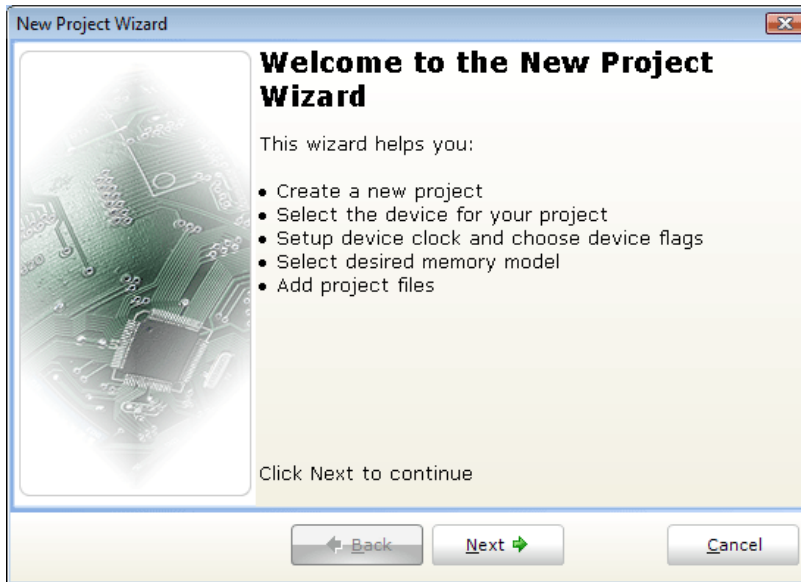 New Project Wizard
Welcome to the New Project
Wizard
This wizard helps you:
• Create a new project
• Select the device for your project
• Setup device clock and choose device flags
• Select desired memory model
• Add project files
Click Next to continue
Back
Next
Cancel